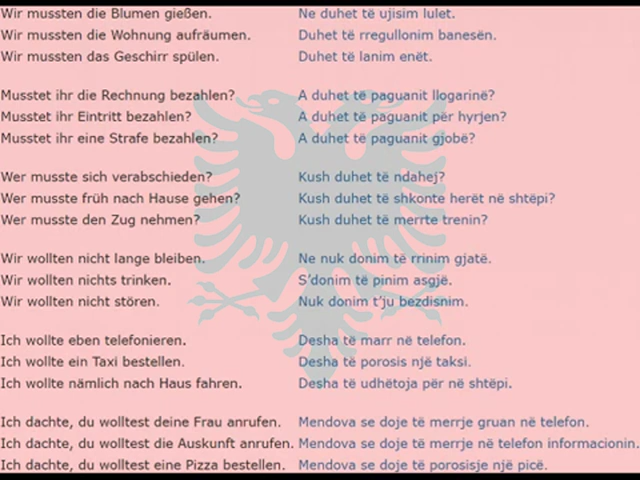 Wir mussten die Blumen gießen. Ne duhet të ujisim lulet.
Wir mussten die Wohnung aufräumen. Duhet të rregullonim banesën.
Wir mussten das Geschirr spülen. Duhet të lanim enët.
Musstet ihr die Rechnung bezahlen? A duhet të paguanit llogarinë?
Musstet ihr Eintritt bezahlen? A duhet të paguanit për hyrjen?
Musstet ihr eine Strafe bezahlen? A duhet të paguanit gjobë?
Wer musste sich verabschieden? Kush duhet të ndahej?
Wer musste früh nach Hause gehen? Kush duhet të shkonte herët në shtëpi?
Wer musste den Zug nehmen? Kush duhet të merrte trenin?
Wir wollten nicht lange bleiben. Ne nuk donim të rrinim gjatë.
Wir wollten nichts trinken. S'donim të pinim asgjë.
Wir wollten nicht stören. Nuk donim t'ju bezdisnim.
Ich wollte eben telefonieren. Desha të marr në telefon.
Ich wollte ein Taxi bestellen. Desha të porosis një taksi.
Ich wollte nämlich nach Haus fahren. Desha të udhëtoja për në shtëpi.
Ich dachte, du wolltest deine Frau anrufen. Mendova se doje të merrje gruan në telefon.
Ich dachte, du wolltest die Auskunft anrufen. Mendova se doje të merrje në telefon informacionin.
Ich dachte, du wolltest eine Pizza bestellen. Mendova se doje të porosisje një picë.